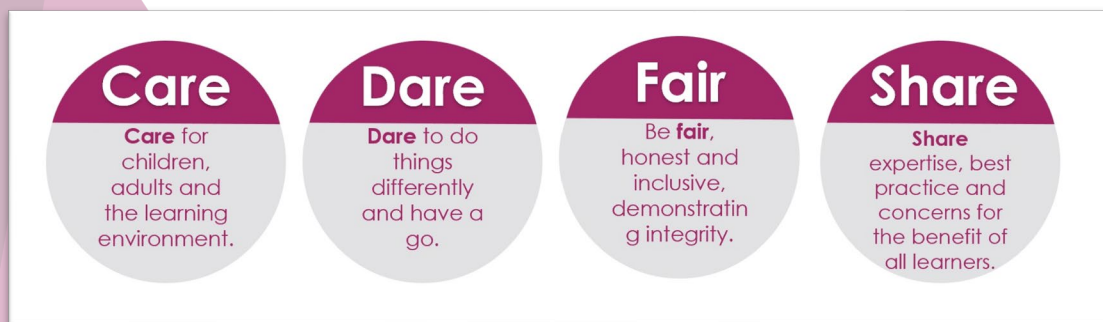 Care
Care for
children,
adults and
the learning
environment.
Dare
Dare to do
things
differently
and have a
go.
Fair
Be fair,
honest and
inclusive,
demonstratin
g integrity.
Share
Share
expertise, best
practice and
concerns for
the benefit of
all learners.